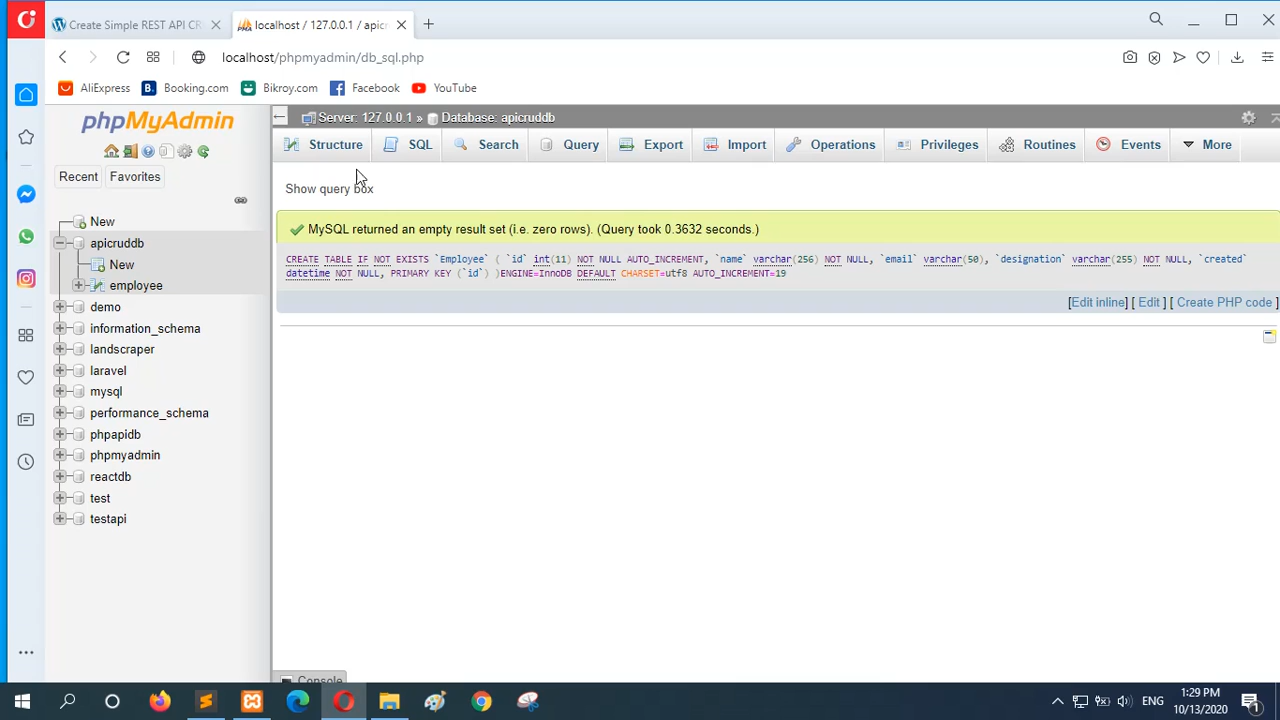 Create Simple REST API CR
localhost / 127.0.0.1 / apicr
localhost/phpmyadmin/db_sql.php
AliExpress
Booking.com
Bikroy.com
Facebook
YouTube
phpMyAdmin
Server: 127.0.0.1 » Database: apicruddb
Structure
SQL
Search
Query
Export
Import
Operations
Privileges
Routines
Events
More
Recent
Favorites
New
apicruddb
New
employee
demo
information_schema
landscraper
laravel
mysql
performance_schema
phpapidb
phpmyadmin
reactdb
test
testapi
Show query box
MySQL returned an empty result set (i.e. zero rows). (Query took 0.3632 seconds.)
CREATE TABLE IF NOT EXISTS `Employee` ( `id` int(11) NOT NULL AUTO_INCREMENT, `name` varchar(256) NOT NULL, `email` varchar(50), `designation` varchar(255) NOT NULL, `created`
datetime NOT NULL, PRIMARY KEY (`id`) )ENGINE=InnoDB DEFAULT CHARSET=utf8 AUTO_INCREMENT=19
[Edit inline] [ Edit ] [ Create PHP code ]
Console
ENG
1:29 PM
10/13/2020
1